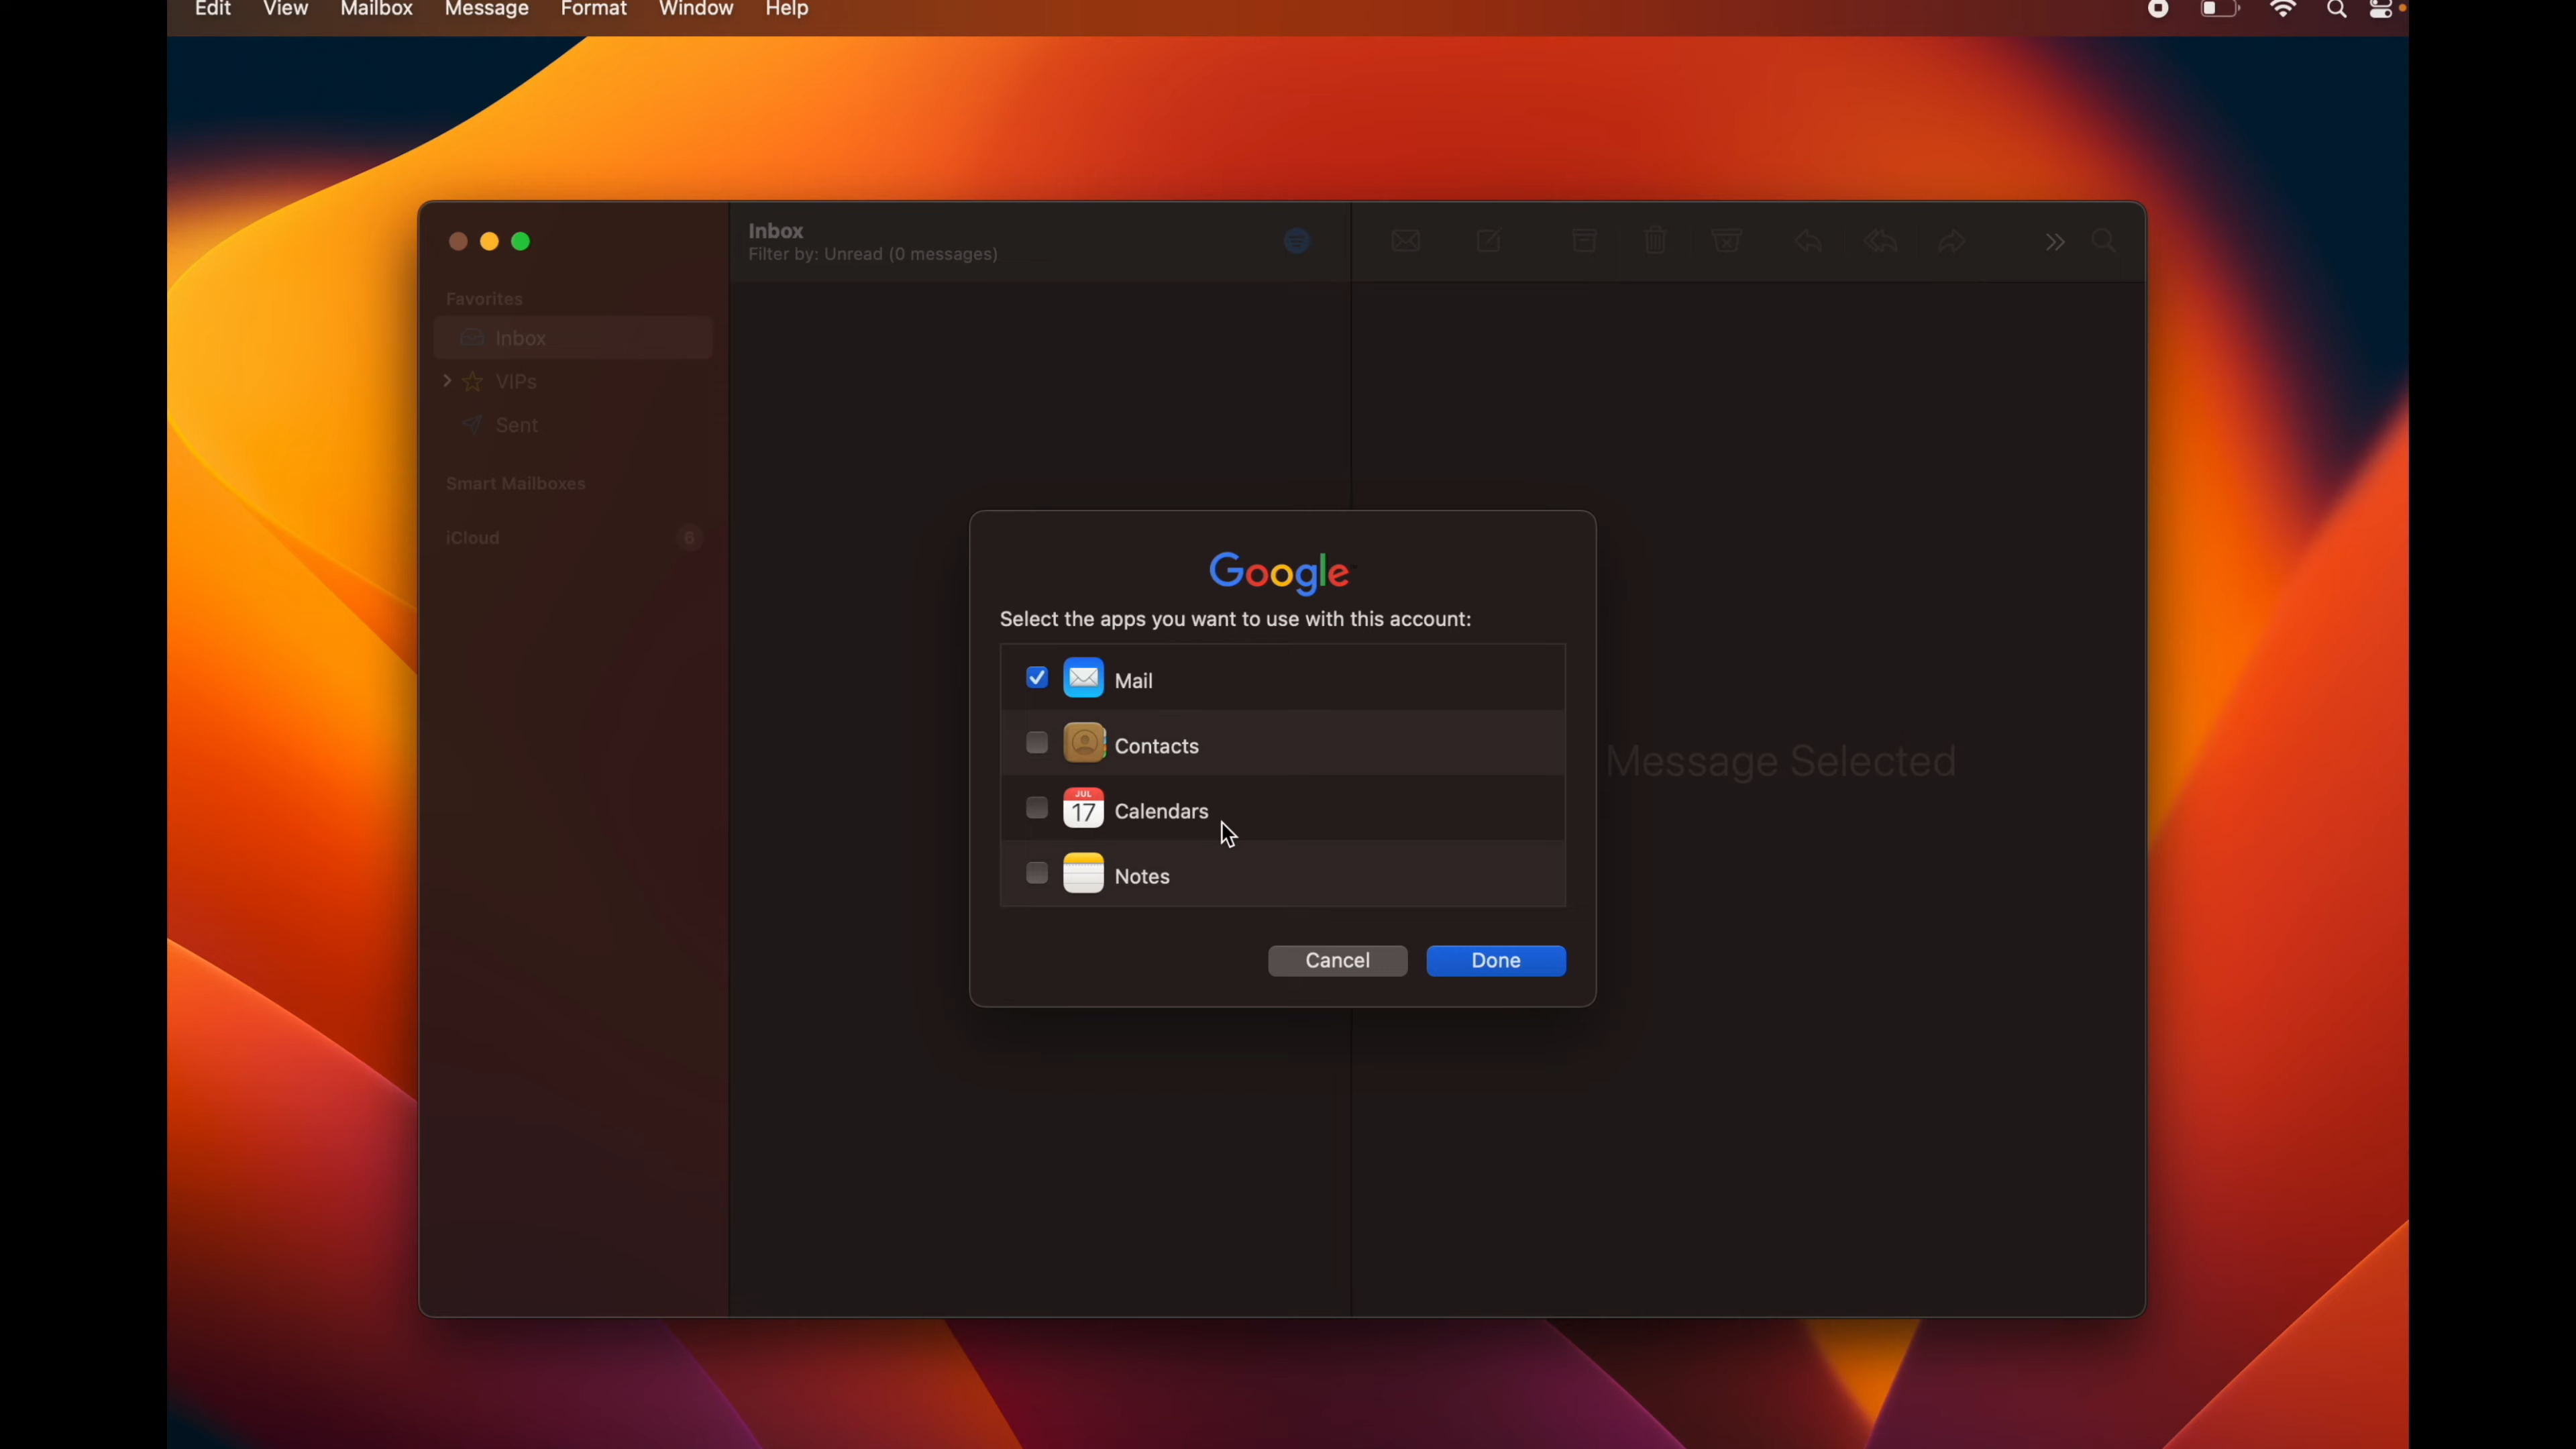 Edit View Mailbox Message Format Window Help
Inbox
Filter by: Unread (0 messages)
Favorites
Inbox
VIPs
Sent
Smart Mailboxes
iCloud 6
Google
Select the apps you want to use with this account:
Mail
Contacts
Message Selected
JUL
17 Calendars
Notes
Cancel Done